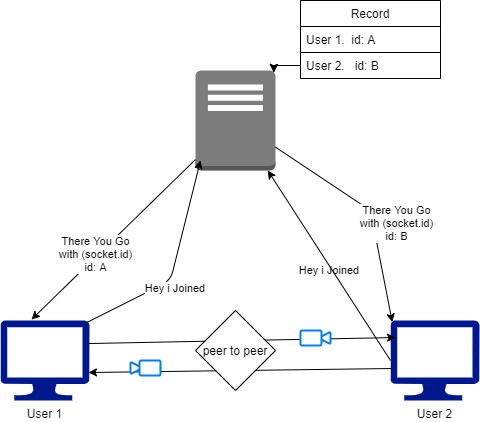 Record
User 1.  id: A
User 2.   id: B
There You Go
with (socket.id)
id: A
There You Go
with (socket.id)
id: B
Hey i Joined
Hey i Joined
peer to peer
User 1
User 2